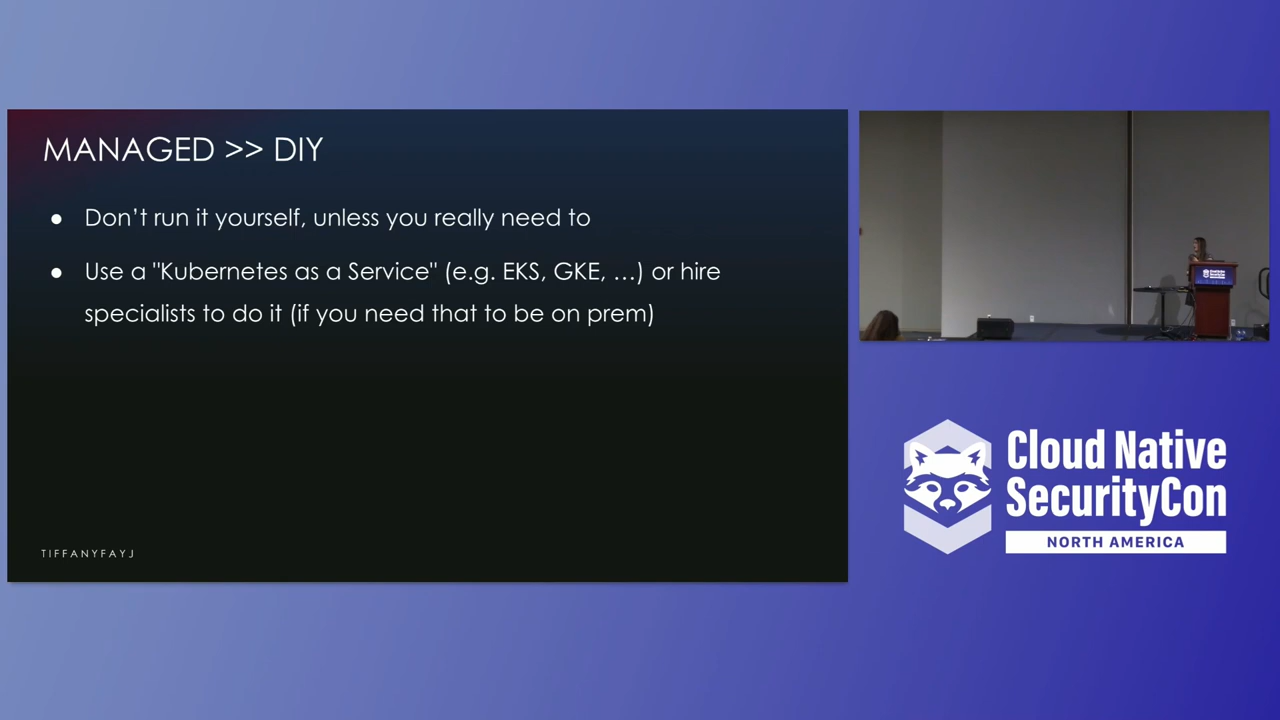 MANAGED >> DIY
● Don’t run it yourself, unless you really need to
● Use a "Kubernetes as a Service" (e.g. EKS, GKE, …) or hire
specialists to do it (if you need that to be on prem)
TIFFANYFAYJ
Cloud Native
SecurityCon
NORTH AMERICA